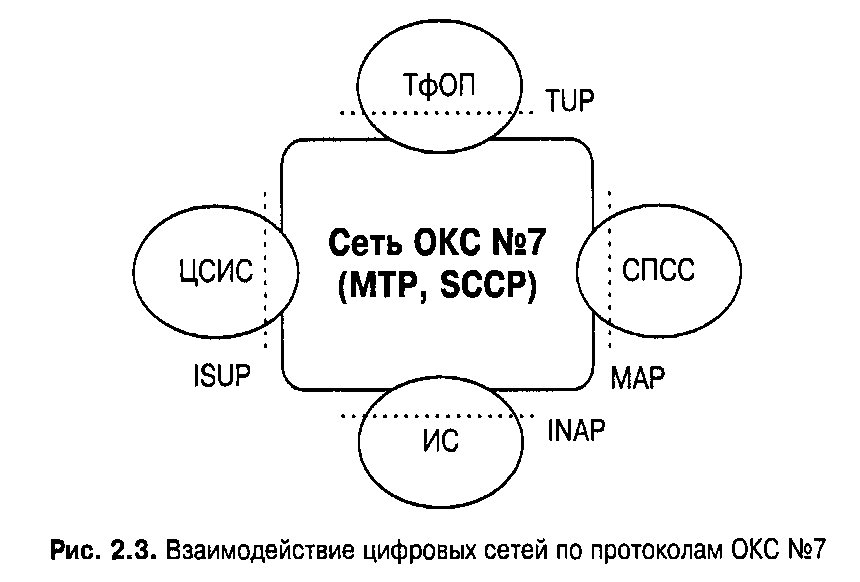 ТфОП
TUP
Сеть ОКС №7
(MTP, SCCP)
ЦСИС
СПСС
ISUP
MAP
ИС
INAP
Рис. 2.3. Взаимодействие цифровых сетей по протоколам ОКС №7